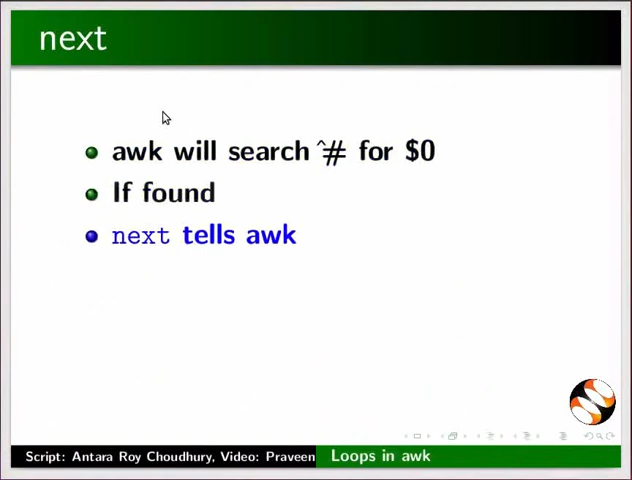 next
awk will search ^# for $0
If found
next tells awk
Script: Antara Roy Choudhury, Video: Praveen
Loops in awk